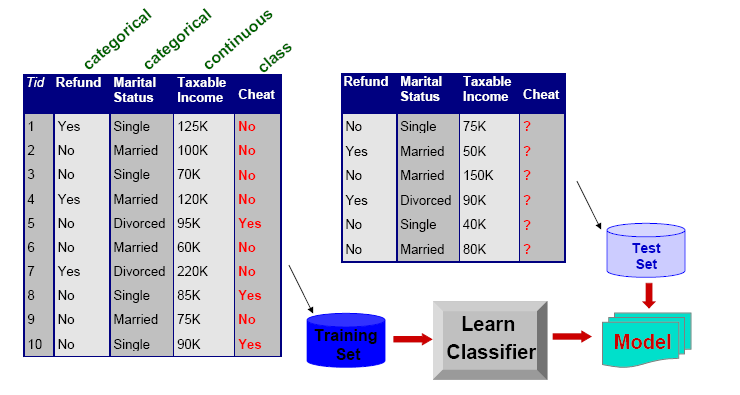 categorical categorical continuous class
Tid Refund Marital Status Taxable Income Cheat
1 Yes Single 125K No
2 No Married 100K No
3 No Single 70K No
4 Yes Married 120K No
5 No Divorced 95K Yes
6 No Married 60K No
7 Yes Divorced 220K No
8 No Single 85K Yes
9 No Married 75K No
10 No Single 90K Yes
Refund Marital Status Taxable Income Cheat
No Single 75K ?
Yes Married 50K ?
No Married 150K ?
Yes Divorced 90K ?
No Single 40K ?
No Married 80K ?
Test
Set
Training
Set
Learn
Classifier
Model